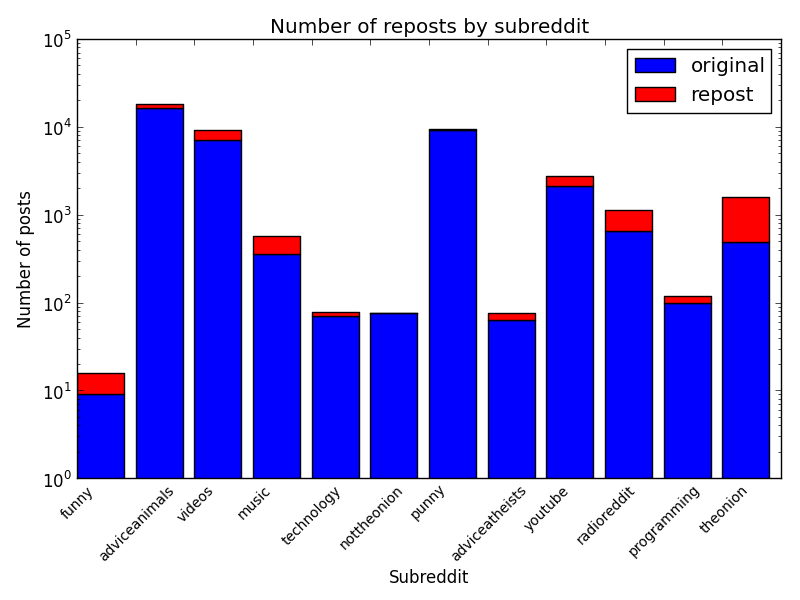 Number of reposts by subreddit
original
repost
Number of posts
10^5
10^4
10^3
10^2
10^1
10^0
funny
adviceanimals
videos
music
technology
nottheonion
punny
adviceatheists
youtube
radioreddit
programming
theonion
Subreddit